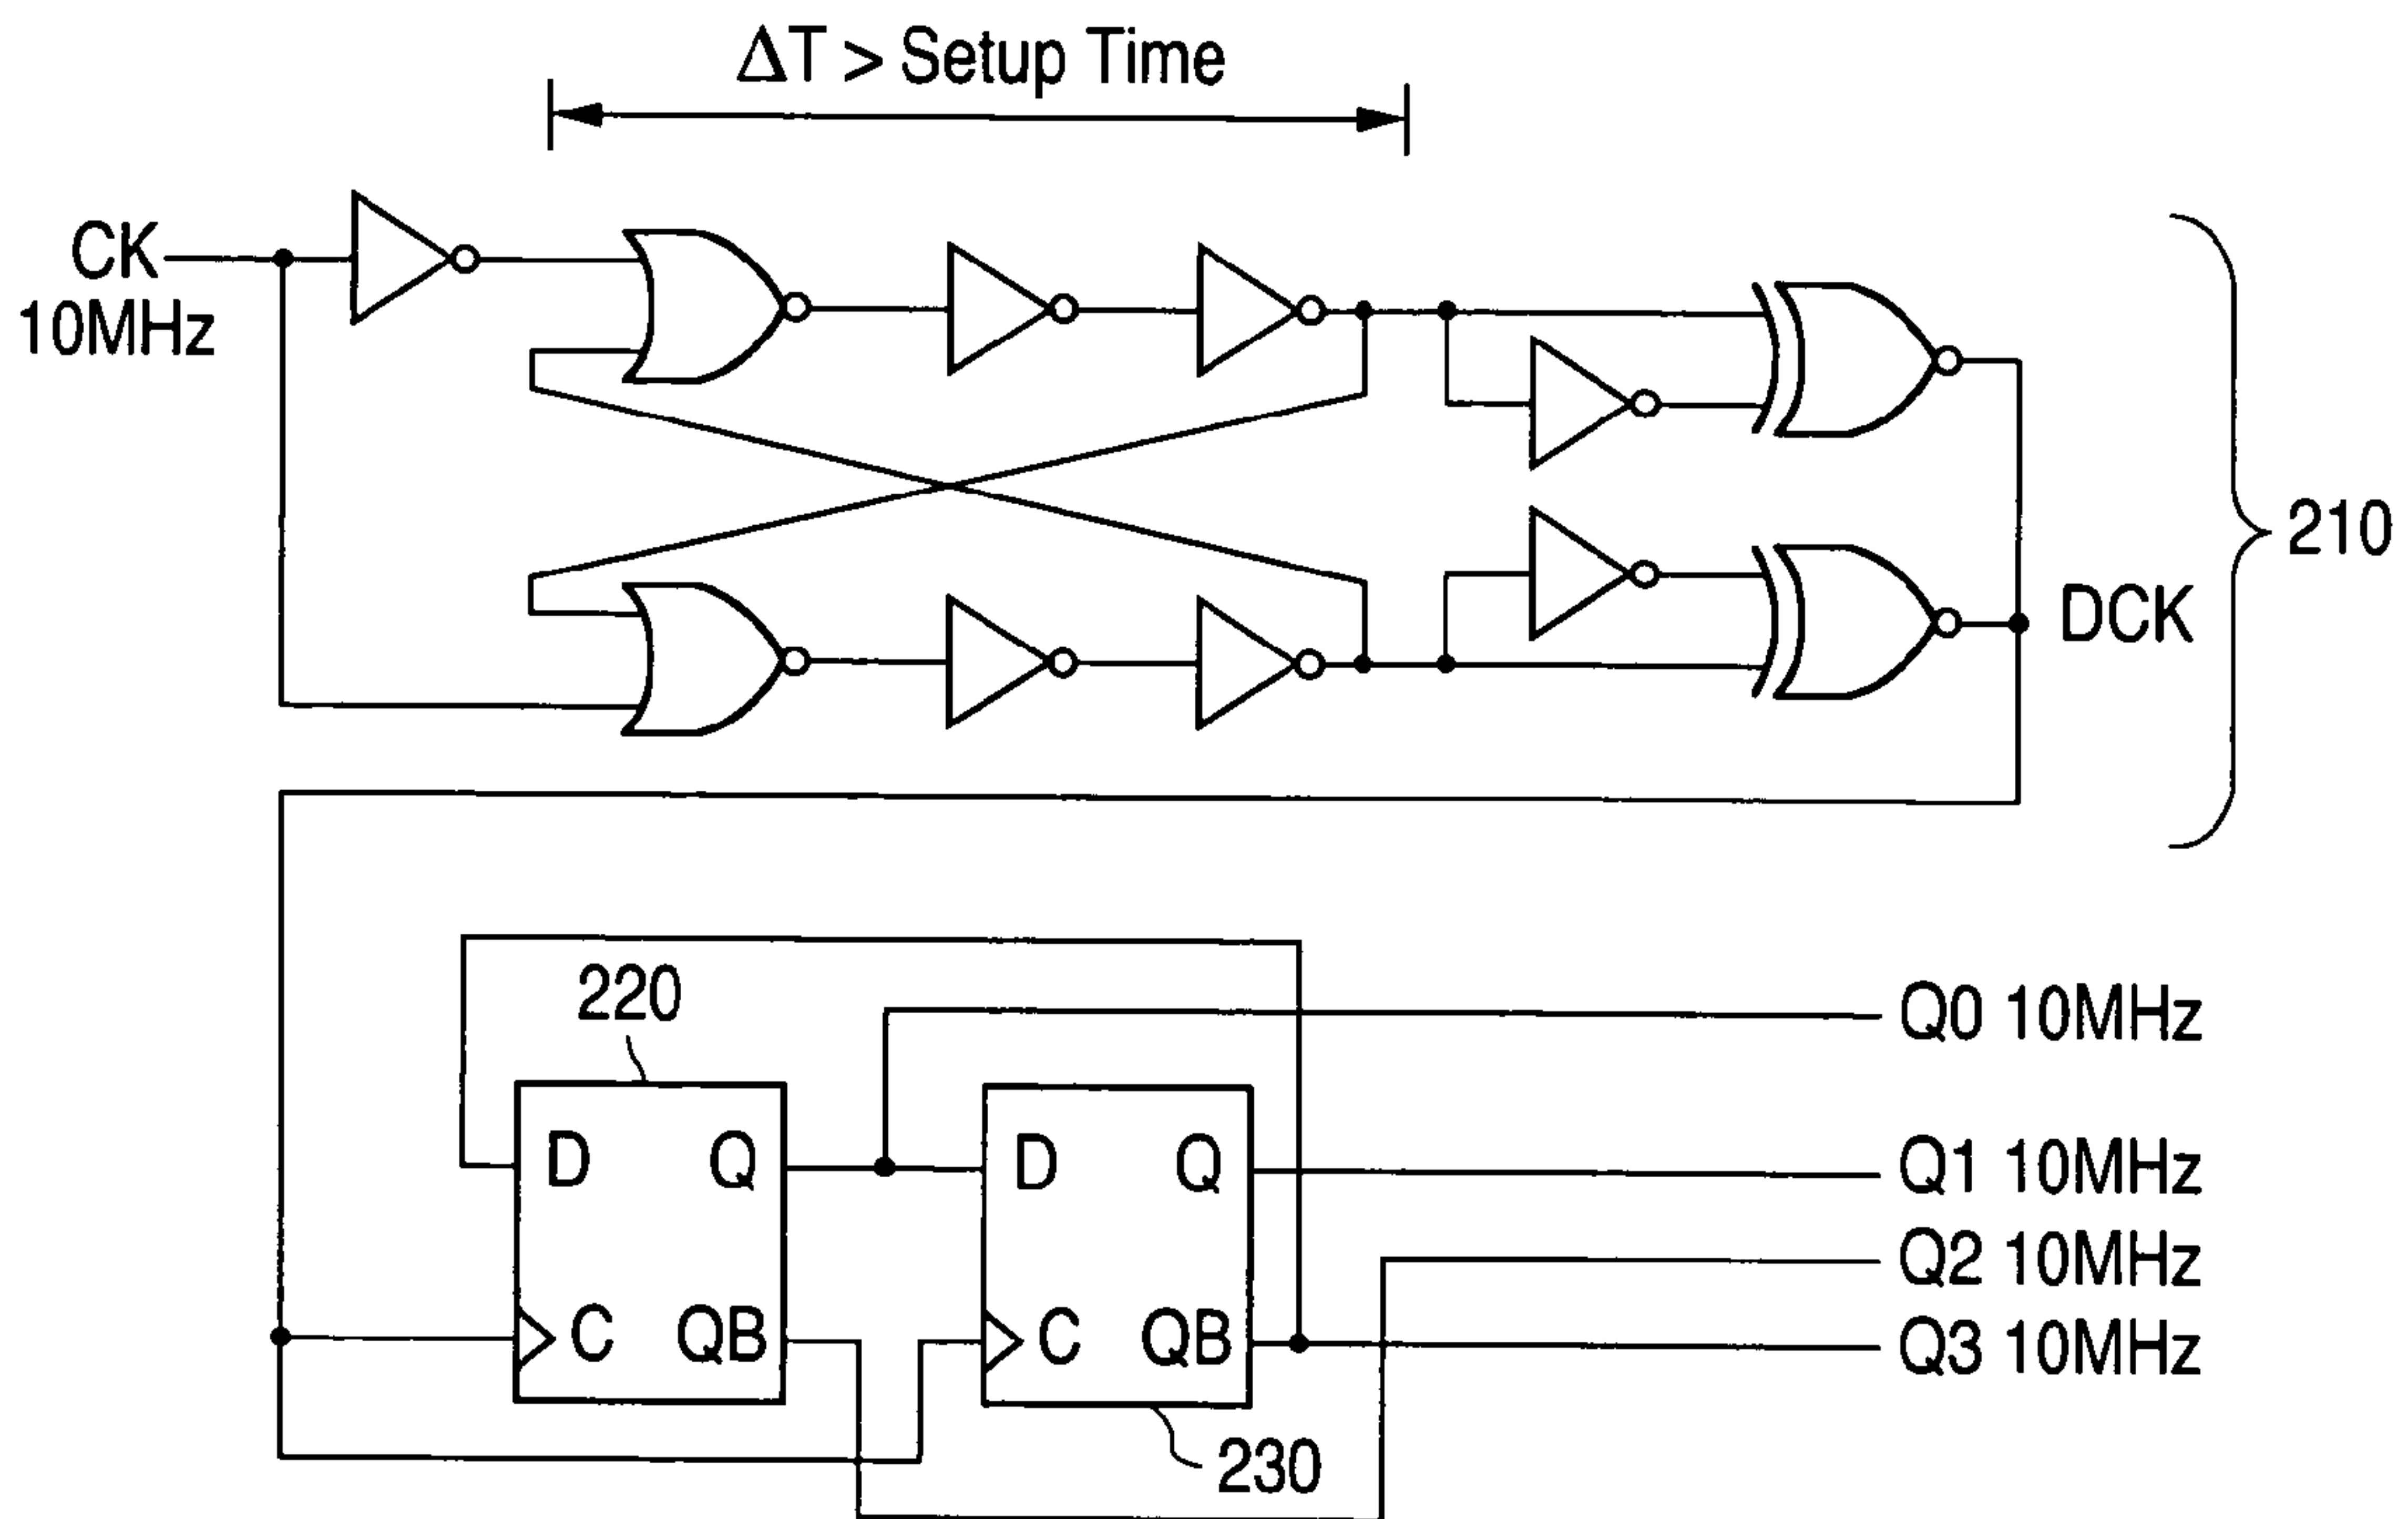 ΔT > Setup Time
CK
10MHz
210
DCK
220
Q0 10MHz
D Q
D Q
Q1 10MHz
Q2 10MHz
C QB
C QB
Q3 10MHz
230